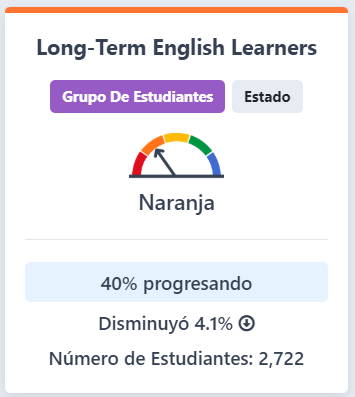 Long-Term English Learners
Grupo De Estudiantes Estado
Naranja
40% progresando
Disminuyó 4.1%
Número de Estudiantes: 2,722